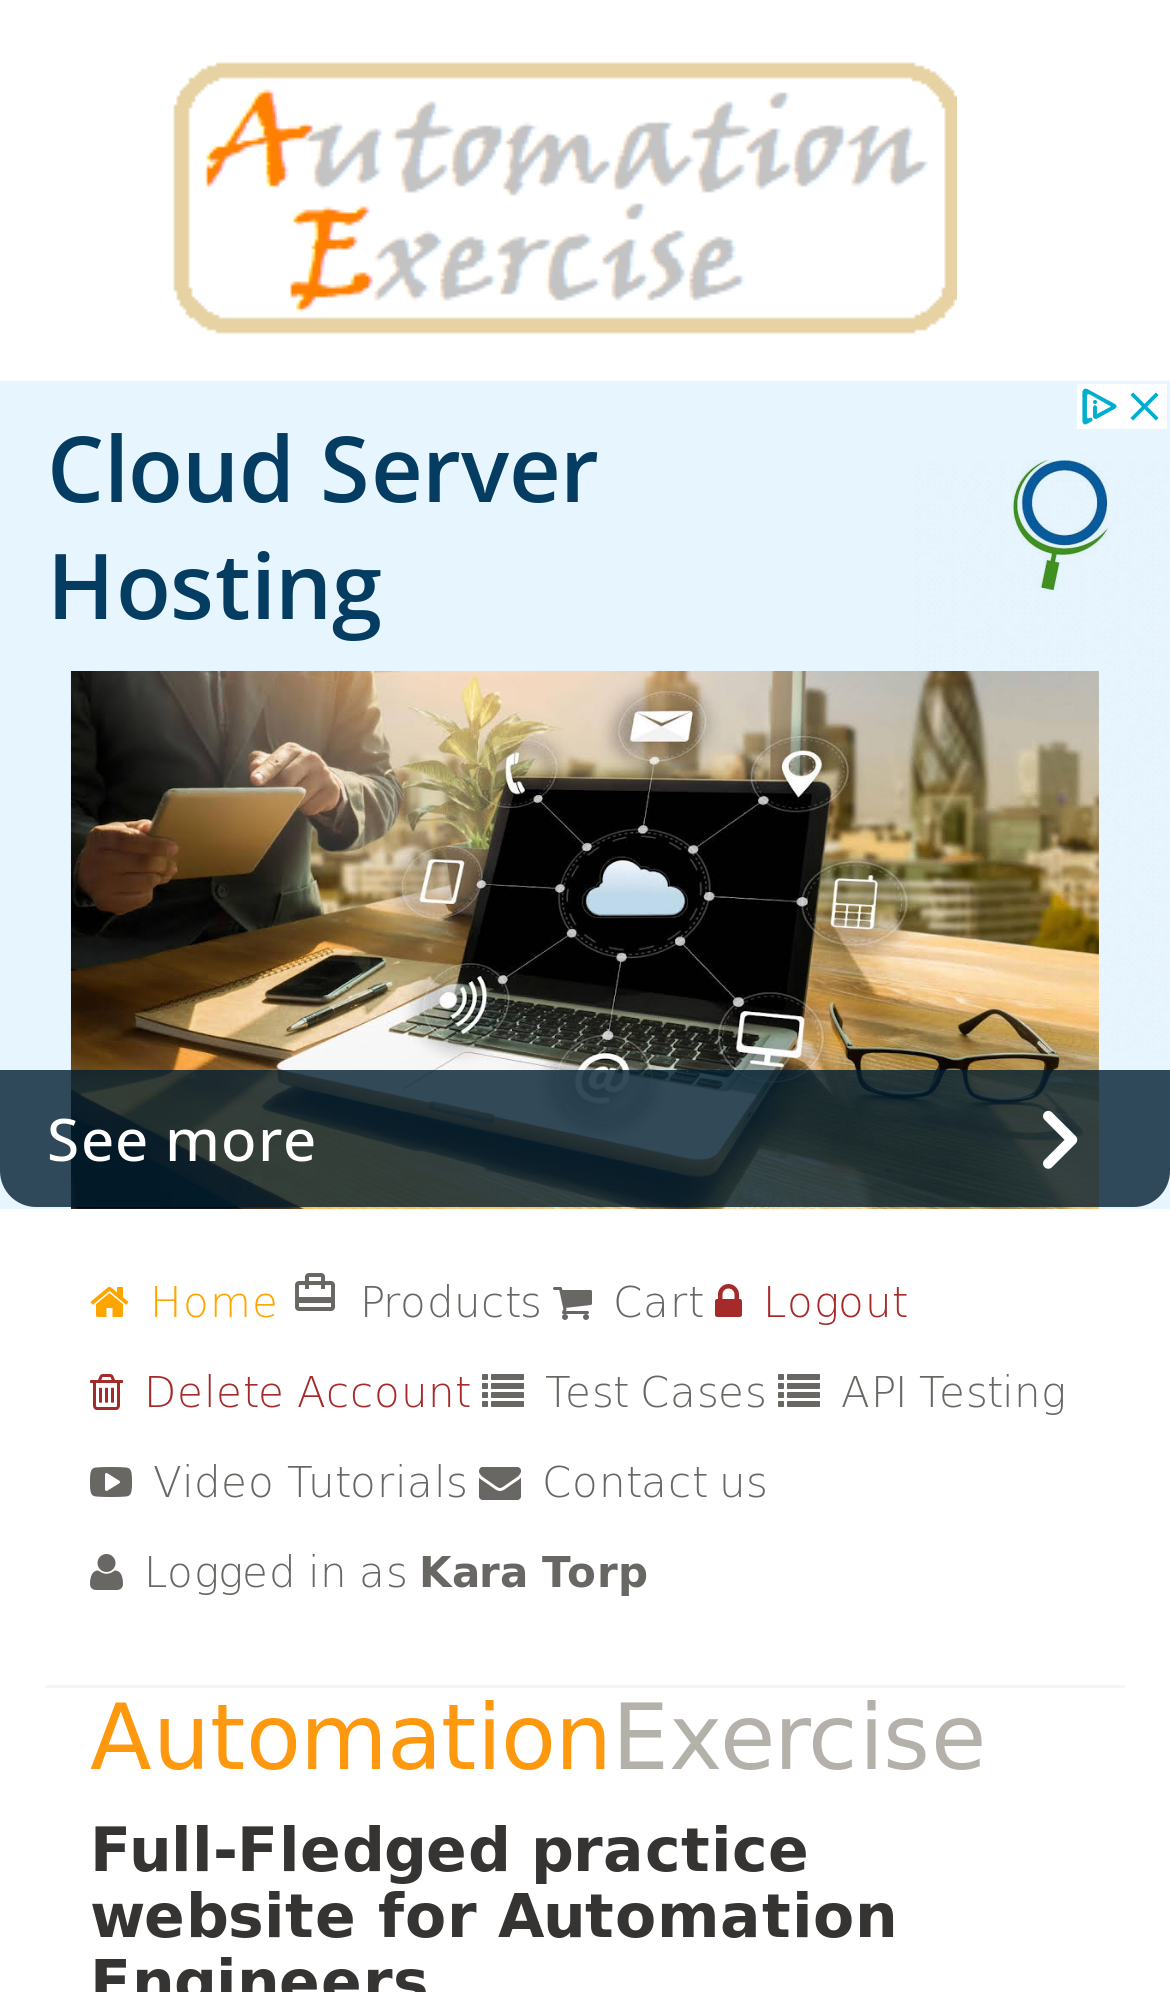 Automation
Exercise
Cloud Server
Hosting
@
See more
Home Products Cart Logout
Delete Account Test Cases API Testing
Video Tutorials Contact us
Logged in as Kara Torp
AutomationExercise
Full-Fledged practice
website for Automation
Engineers